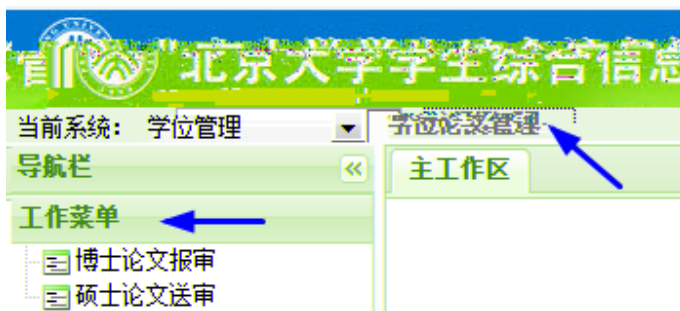 北京大学学生综合信息
当前系统： 学位管理 学位论文管理
导航栏 主工作区
工作菜单
博士论文报审
硕士论文送审